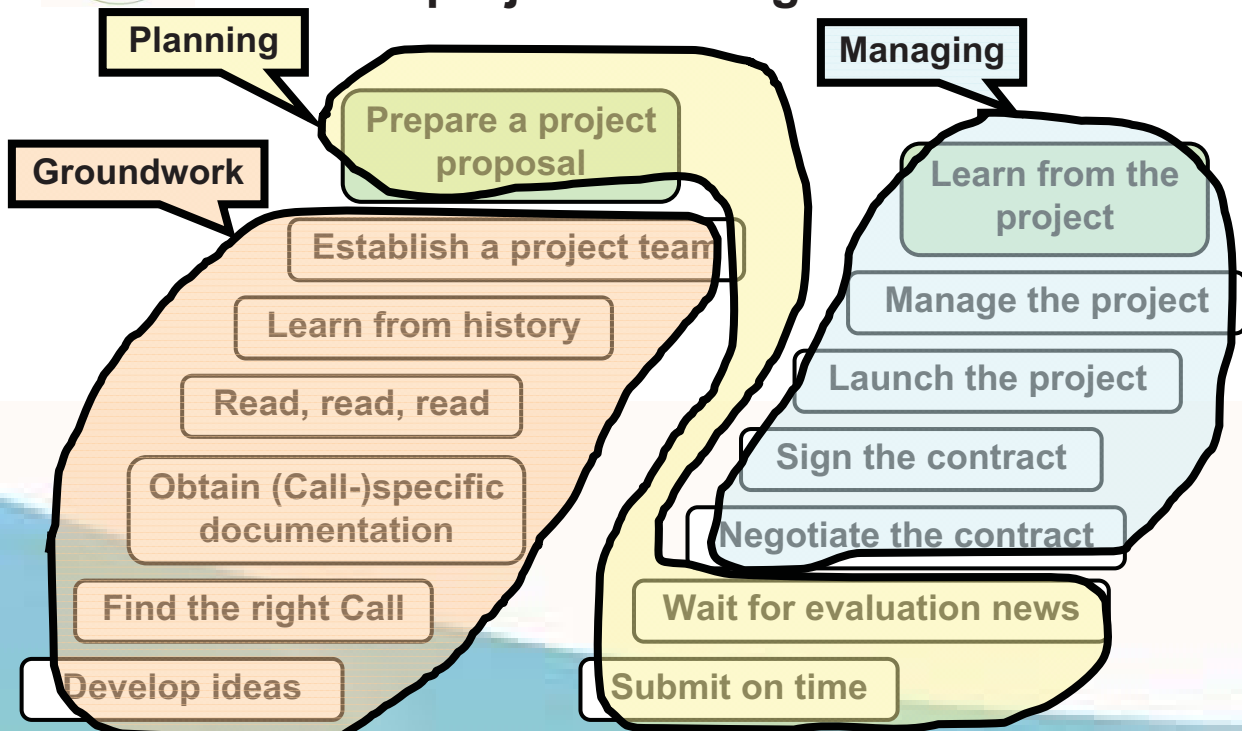 Planning
Managing
Prepare a project
proposal
Groundwork
Establish a project team
Learn from history
Read, read, read
Obtain (Call-)specific
documentation
Find the right Call
Develop ideas
Learn from the
project
Manage the project
Launch the project
Sign the contract
Negotiate the contract
Wait for evaluation news
Submit on time